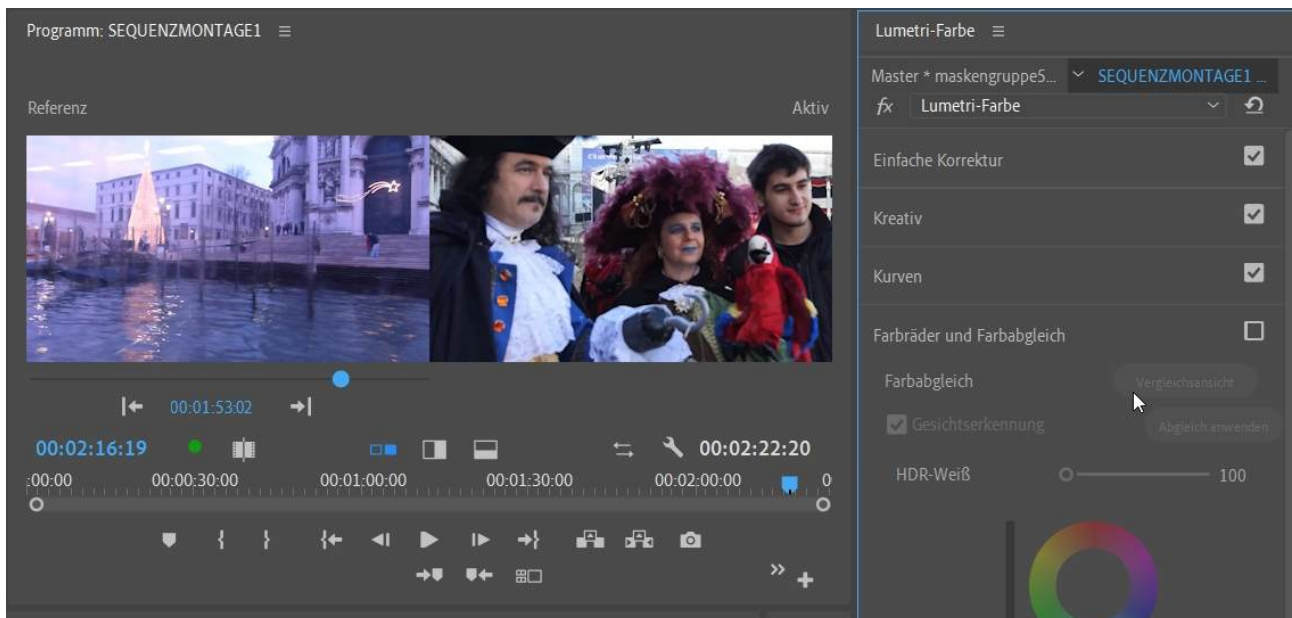 Programm: SEQUENZMONTAGE1
Referenz
Aktiv
00:01:53:02
00:02:16:19
00:02:22:20
:00:00 00:00:30:00 00:01:00:00 00:01:30:00 00:02:00:00 0
Lumetri-Farbe
Master * maskengruppe5... SEQUENZMONTAGE1 ...
fx Lumetri-Farbe
Einfache Korrektur
Kreativ
Kurven
Farbräder und Farbabgleich
Farbabgleich Vergleichsansicht
Gesichtserkennung Abgleich anwenden
HDR-Weiß 100